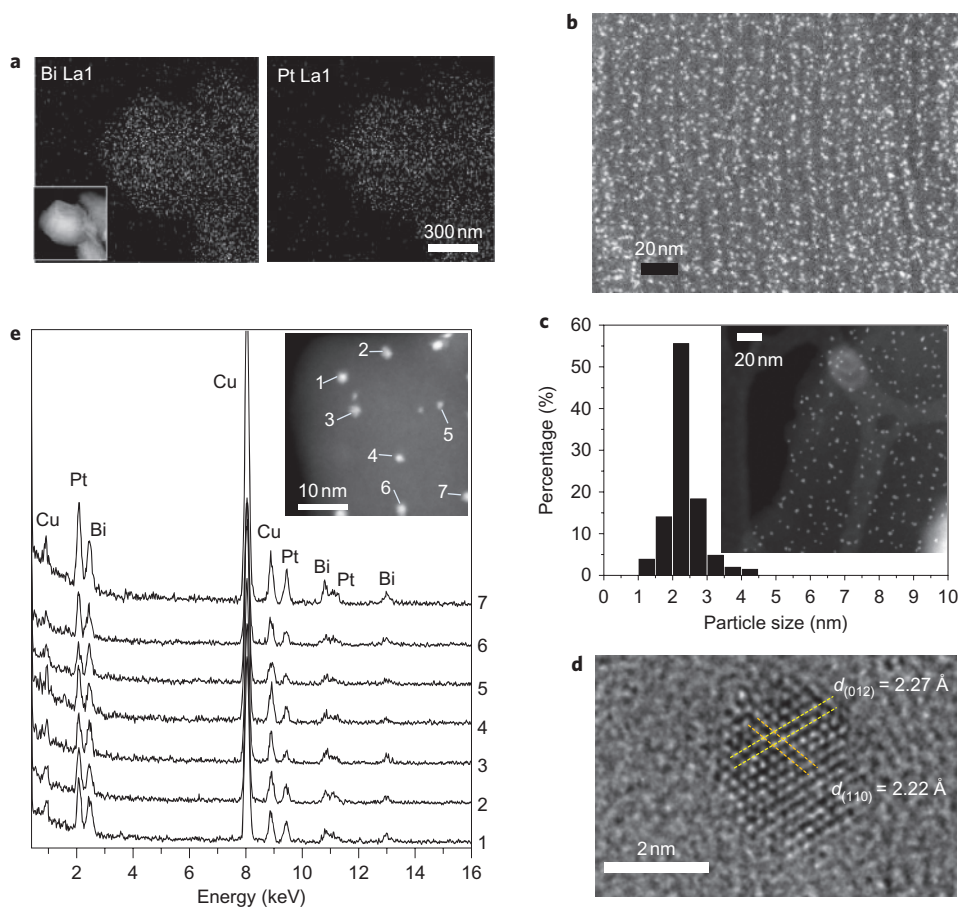 a
Bi La1
Pt La1
300 nm
b
20 nm
c
60
50
40
30
20
10
0
Percentage (%)
20 nm
0 1 2 3 4 5 6 7 8 9 10
Particle size (nm)
d
d(012) = 2.27 Å
d(110) = 2.22 Å
2 nm
e
Cu
Pt
Bi
Cu
Cu
Pt
Bi
Pt
Bi
1
2
3
4
5
6
7
10 nm
7
6
5
4
3
2
1
2 4 6 8 10 12 14 16
Energy (keV)